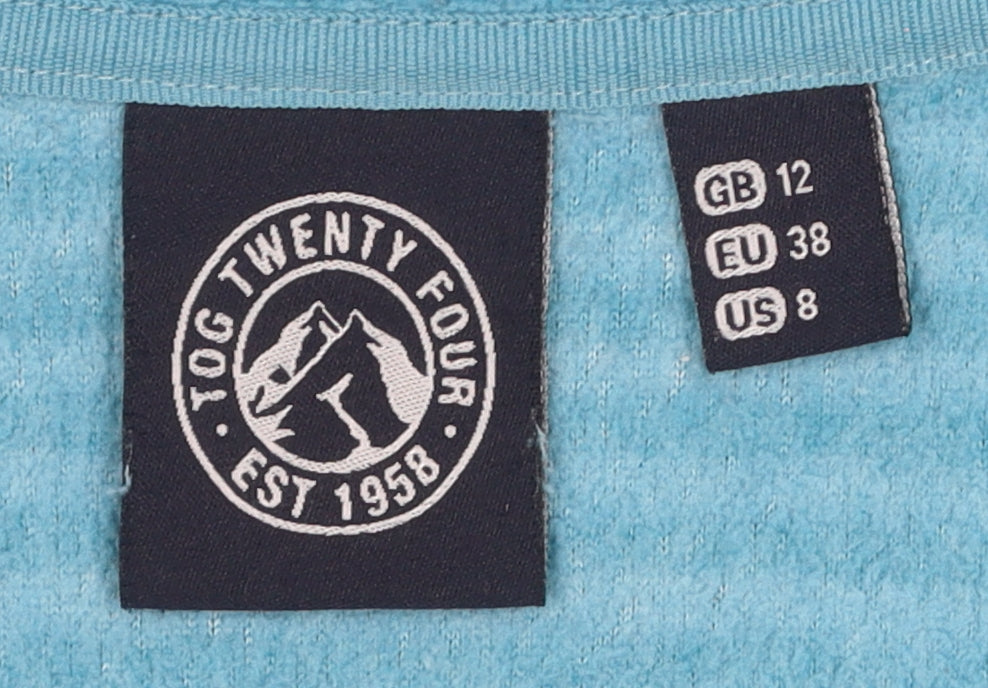 TOG TWENTY FOUR
· EST 1958 ·
GB 12
EU 38
US 8